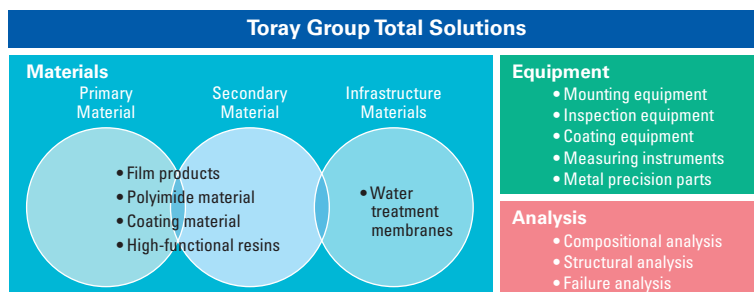 Toray Group Total Solutions
Materials
Primary
Material
Secondary
Material
Infrastructure
Materials
• Film products
• Polyimide material
• Coating material
• High-functional resins
• Water
treatment
membranes
Equipment
• Mounting equipment
• Inspection equipment
• Coating equipment
• Measuring instruments
• Metal precision parts
Analysis
• Compositional analysis
• Structural analysis
• Failure analysis